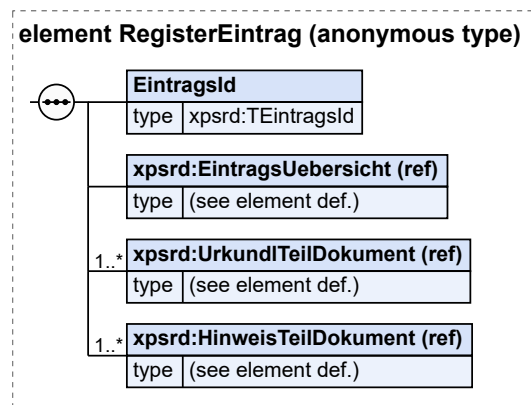 element RegisterEintrag (anonymous type)
EintragsId
type xpsrd:TEintragsId
xpsrd:EintragsUebersicht (ref)
type (see element def.)
1..* xpsrd:UrkundlTeilDokument (ref)
type (see element def.)
1..* xpsrd:HinweisTeilDokument (ref)
type (see element def.)